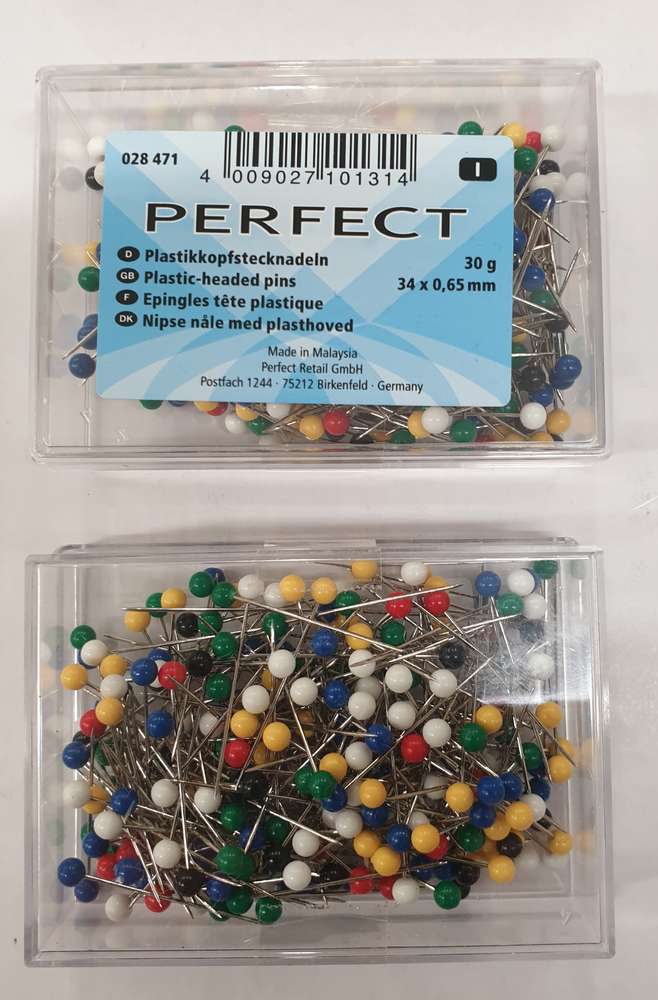 028 471
4 009027 101314
I
PERFECT
D Plastikkopfstecknadeln
30 g
GB Plastic-headed pins
34 x 0,65 mm
F Epingles tête plastique
DK Nipse nåle med plasthoved
Made in Malaysia
Perfect Retail GmbH
Postfach 1244 · 75212 Birkenfeld · Germany